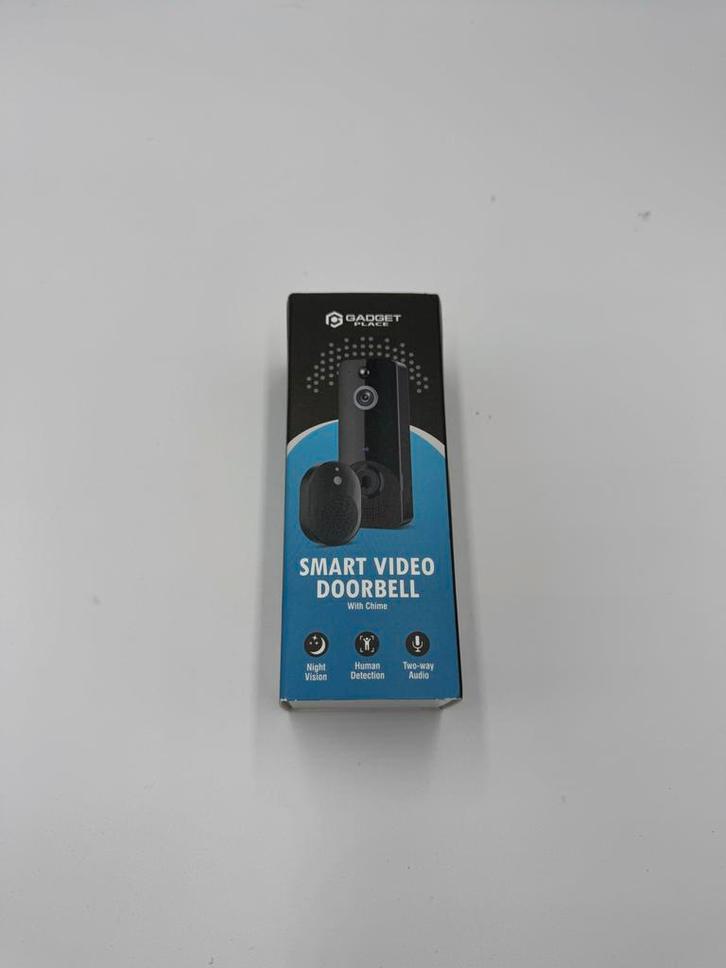 GADGET
PLACE
SMART VIDEO
DOORBELL
With Chime
Night
Vision
Human
Detection
Two-way
Audio